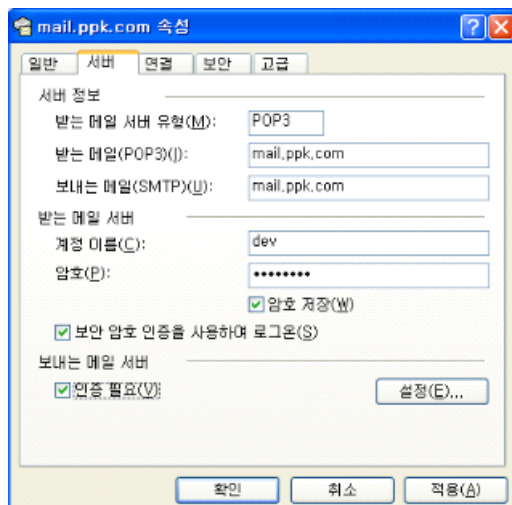 mail.ppk.com 속성
일반 서버 연결 보안 고급
서버 정보
받는 메일 서버 유형(M): POP3
받는 메일(POP3)(I): mail.ppk.com
보내는 메일(SMTP)(U): mail.ppk.com
받는 메일 서버
계정 이름(C): dev
암호(P): ••••••••
암호 저장(W)
보안 암호 인증을 사용하여 로그온(S)
보내는 메일 서버
인증 필요(V)
설정(E)...
확인 취소 적용(A)